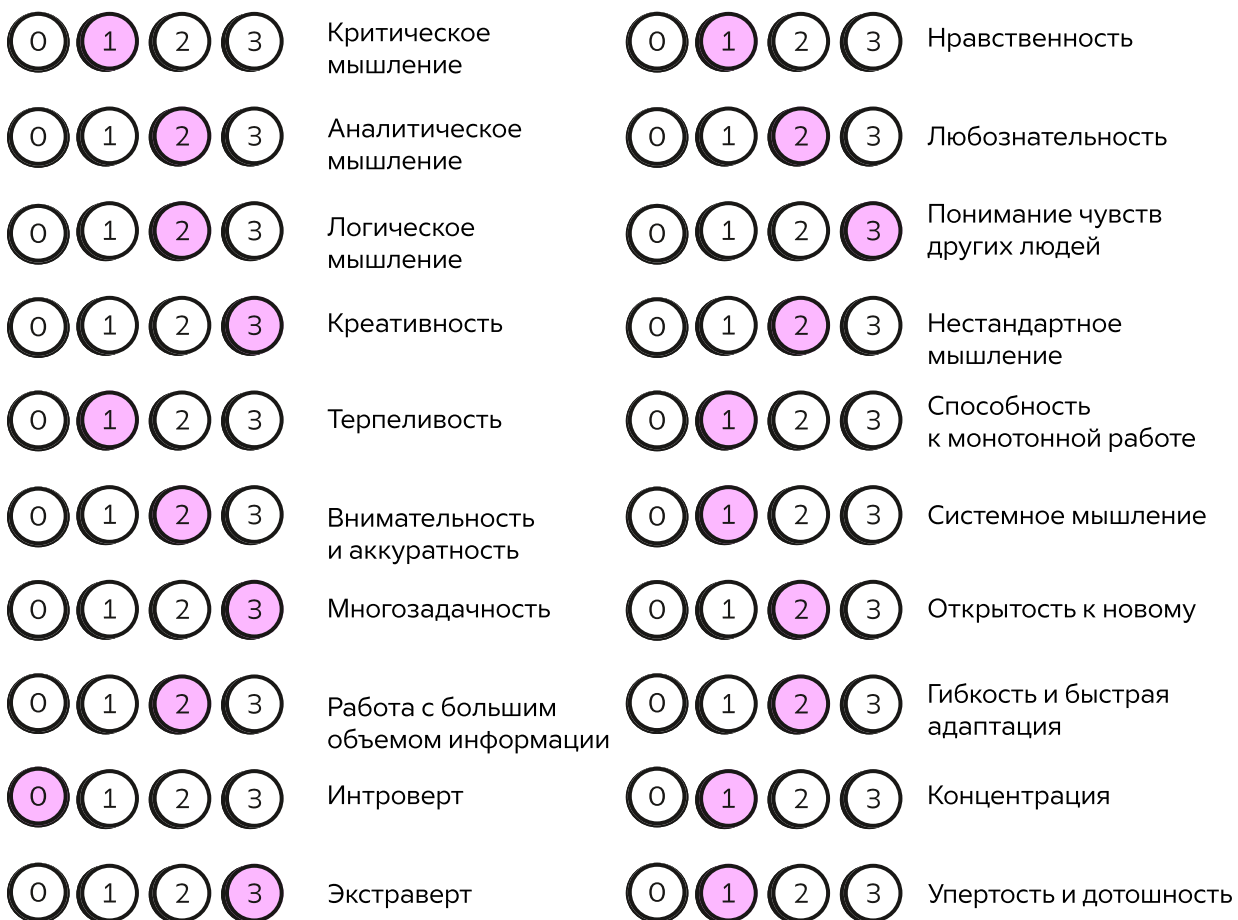 0 1 2 3 Критическое
мышление
0 1 2 3 Аналитическое
мышление
0 1 2 3 Логическое
мышление
0 1 2 3 Креативность
0 1 2 3 Терпеливость
0 1 2 3 Внимательность
и аккуратность
0 1 2 3 Многозадачность
0 1 2 3 Работа с большим
объемом информации
0 1 2 3 Интроверт
0 1 2 3 Экстраверт
0 1 2 3 Нравственность
0 1 2 3 Любознательность
0 1 2 3 Понимание чувств
других людей
0 1 2 3 Нестандартное
мышление
0 1 2 3 Способность
к монотонной работе
0 1 2 3 Системное мышление
0 1 2 3 Открытость к новому
0 1 2 3 Гибкость и быстрая
адаптация
0 1 2 3 Концентрация
0 1 2 3 Упертость и дотошность